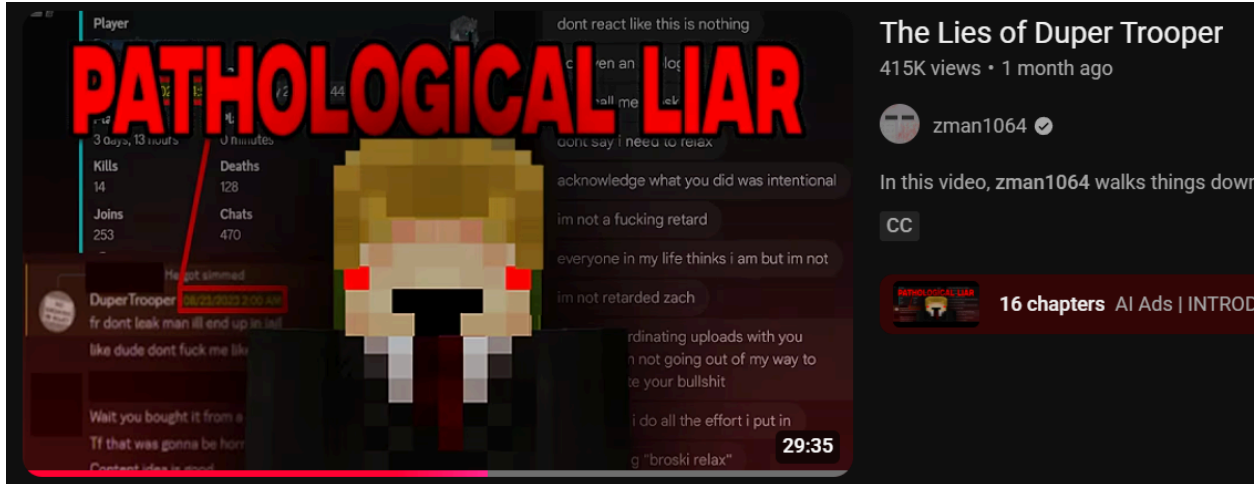 Player
PATHOLOGICAL LIAR
3 days, 13 hours
0 minutes
Kills
Deaths
14
128
Joins
Chats
253
470
He got simmed
DuperTrooper 08/23/2023 2:00 AM
fr dont leak man ill end up in jail
like dude dont fuck me
Wait you bought it from a
Tf that was gonna be
Content idea is good
dont react like this is nothing
call me
dont say i need to relax
acknowledge what you did was intentional
im not a fucking retard
everyone in my life thinks i am but im not
im not retarded zach
rdinating uploads with you
not going out of my way to
your bullshit
i do all the effort i put in
"broski relax"
29:35
The Lies of Duper Trooper
415K views • 1 month ago
zman1064
In this video, zman1064 walks things down
CC
PATHOLOGICAL LIAR
16 chapters AI Ads | INTROD